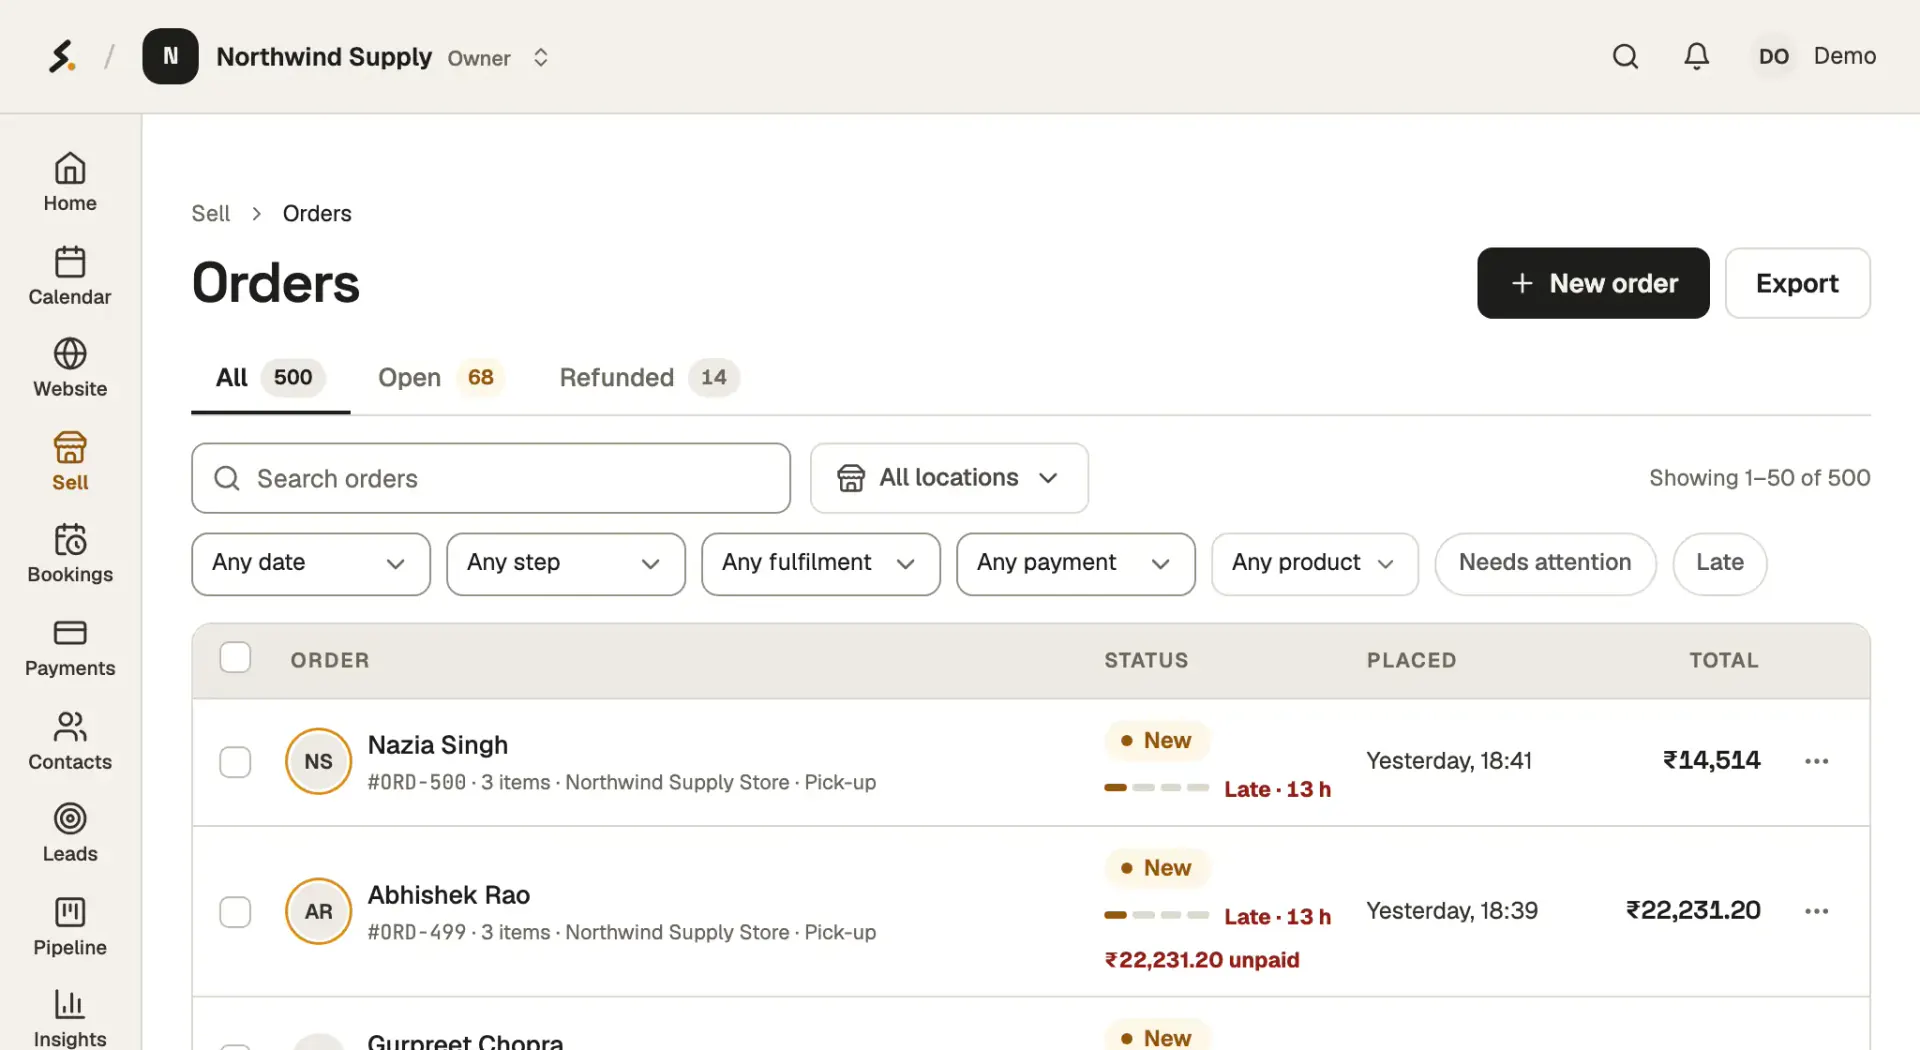 / N Northwind Supply Owner
DO Demo
Home
Calendar
Website
Sell
Bookings
Payments
Contacts
Leads
Pipeline
Insights
Sell > Orders
Orders
+ New order
Export
All 500
Open 68
Refunded 14
Search orders
All locations
Showing 1–50 of 500
Any date
Any step
Any fulfilment
Any payment
Any product
Needs attention
Late
ORDER STATUS PLACED TOTAL
NS
Nazia Singh
#ORD-500 · 3 items · Northwind Supply Store · Pick-up
New
Late · 13 h
Yesterday, 18:41
₹14,514
AR
Abhishek Rao
#ORD-499 · 3 items · Northwind Supply Store · Pick-up
New
Late · 13 h
₹22,231.20 unpaid
Yesterday, 18:39
₹22,231.20
Gurpreet Chopra
New